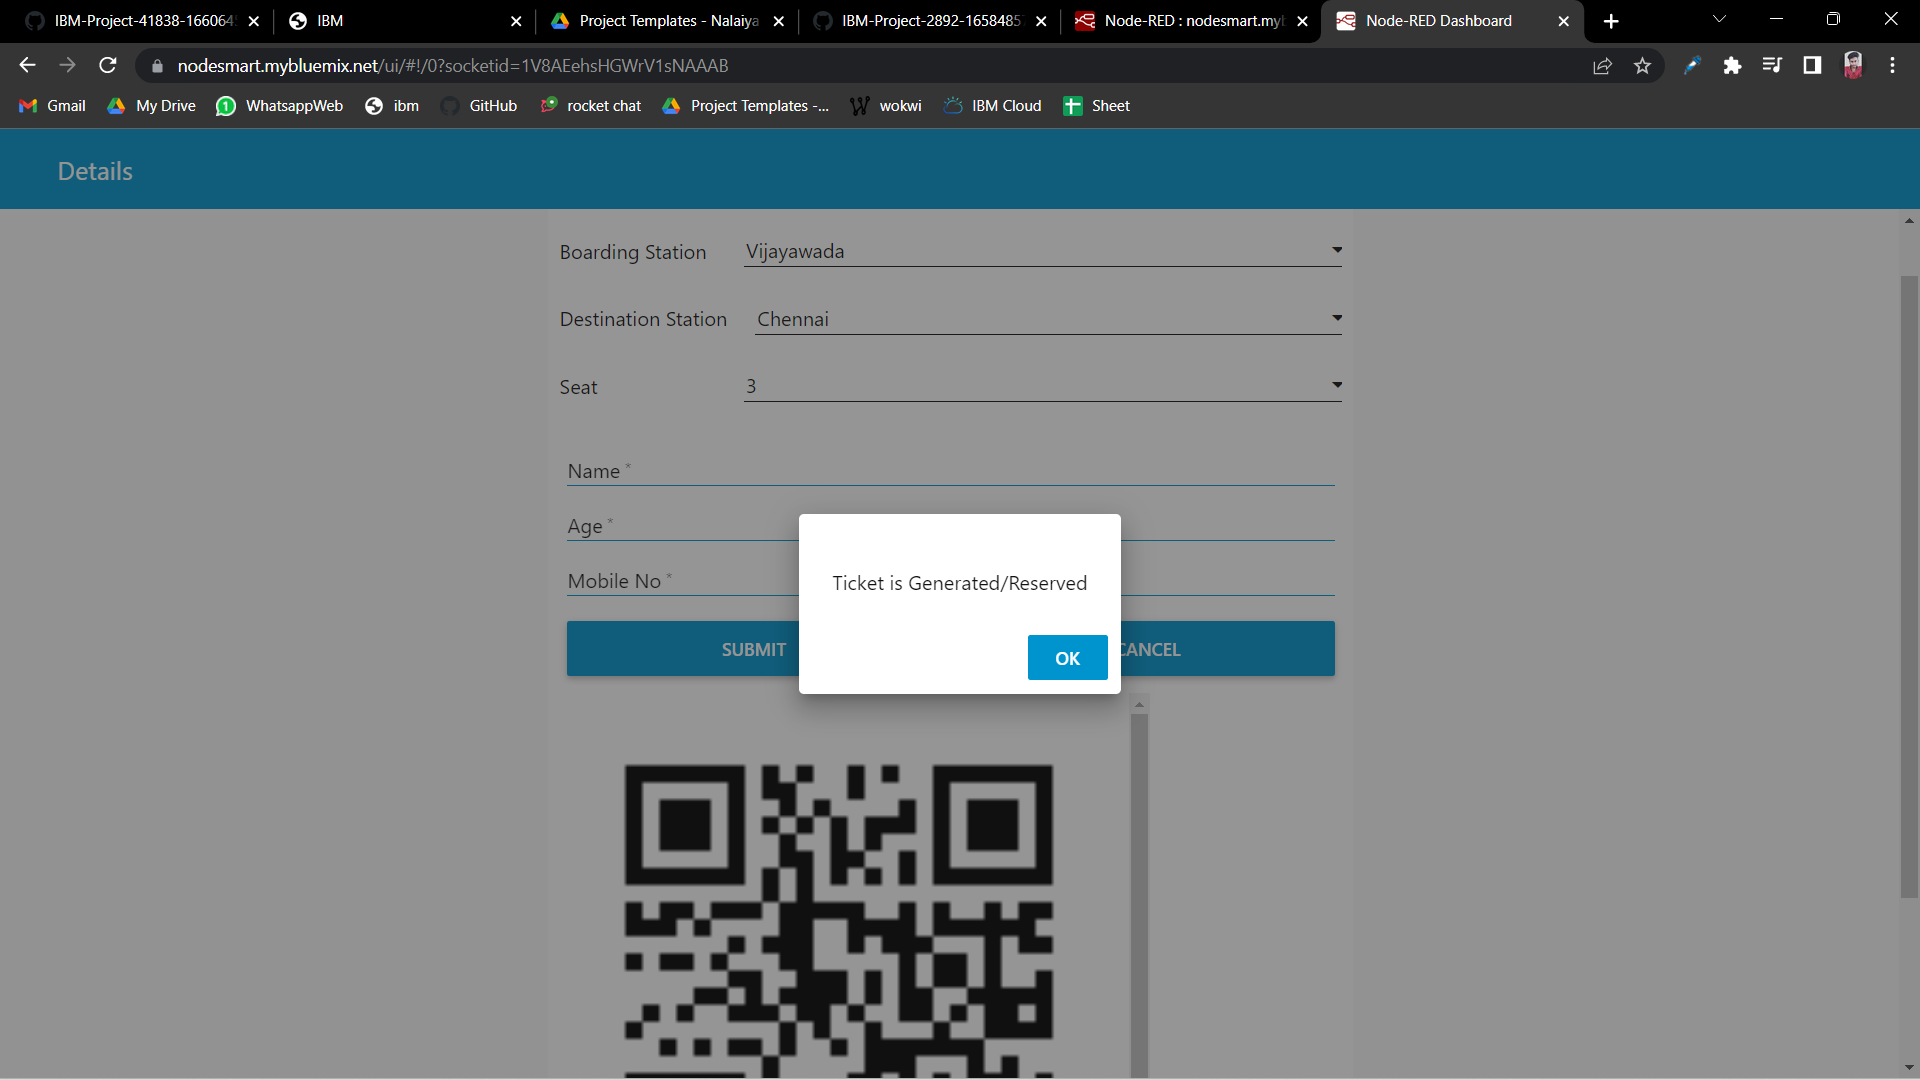 IBM-Project-41838-166064
IBM
Project Templates - Nalaiya
IBM-Project-2892-1658485
Node-RED : nodesmart.myb
Node-RED Dashboard
nodesmart.mybluemix.net/ui/#!/0?socketid=1V8AEehsHGWrV1sNAAAB
Gmail
My Drive
1
WhatsappWeb
ibm
GitHub
rocket chat
Project Templates -...
W
wokwi
IBM Cloud
Sheet
Details
Boarding Station
Vijayawada
Destination Station
Chennai
Seat
3
Name *
Age *
Mobile No *
Ticket is Generated/Reserved
OK
SUBMIT
CANCEL